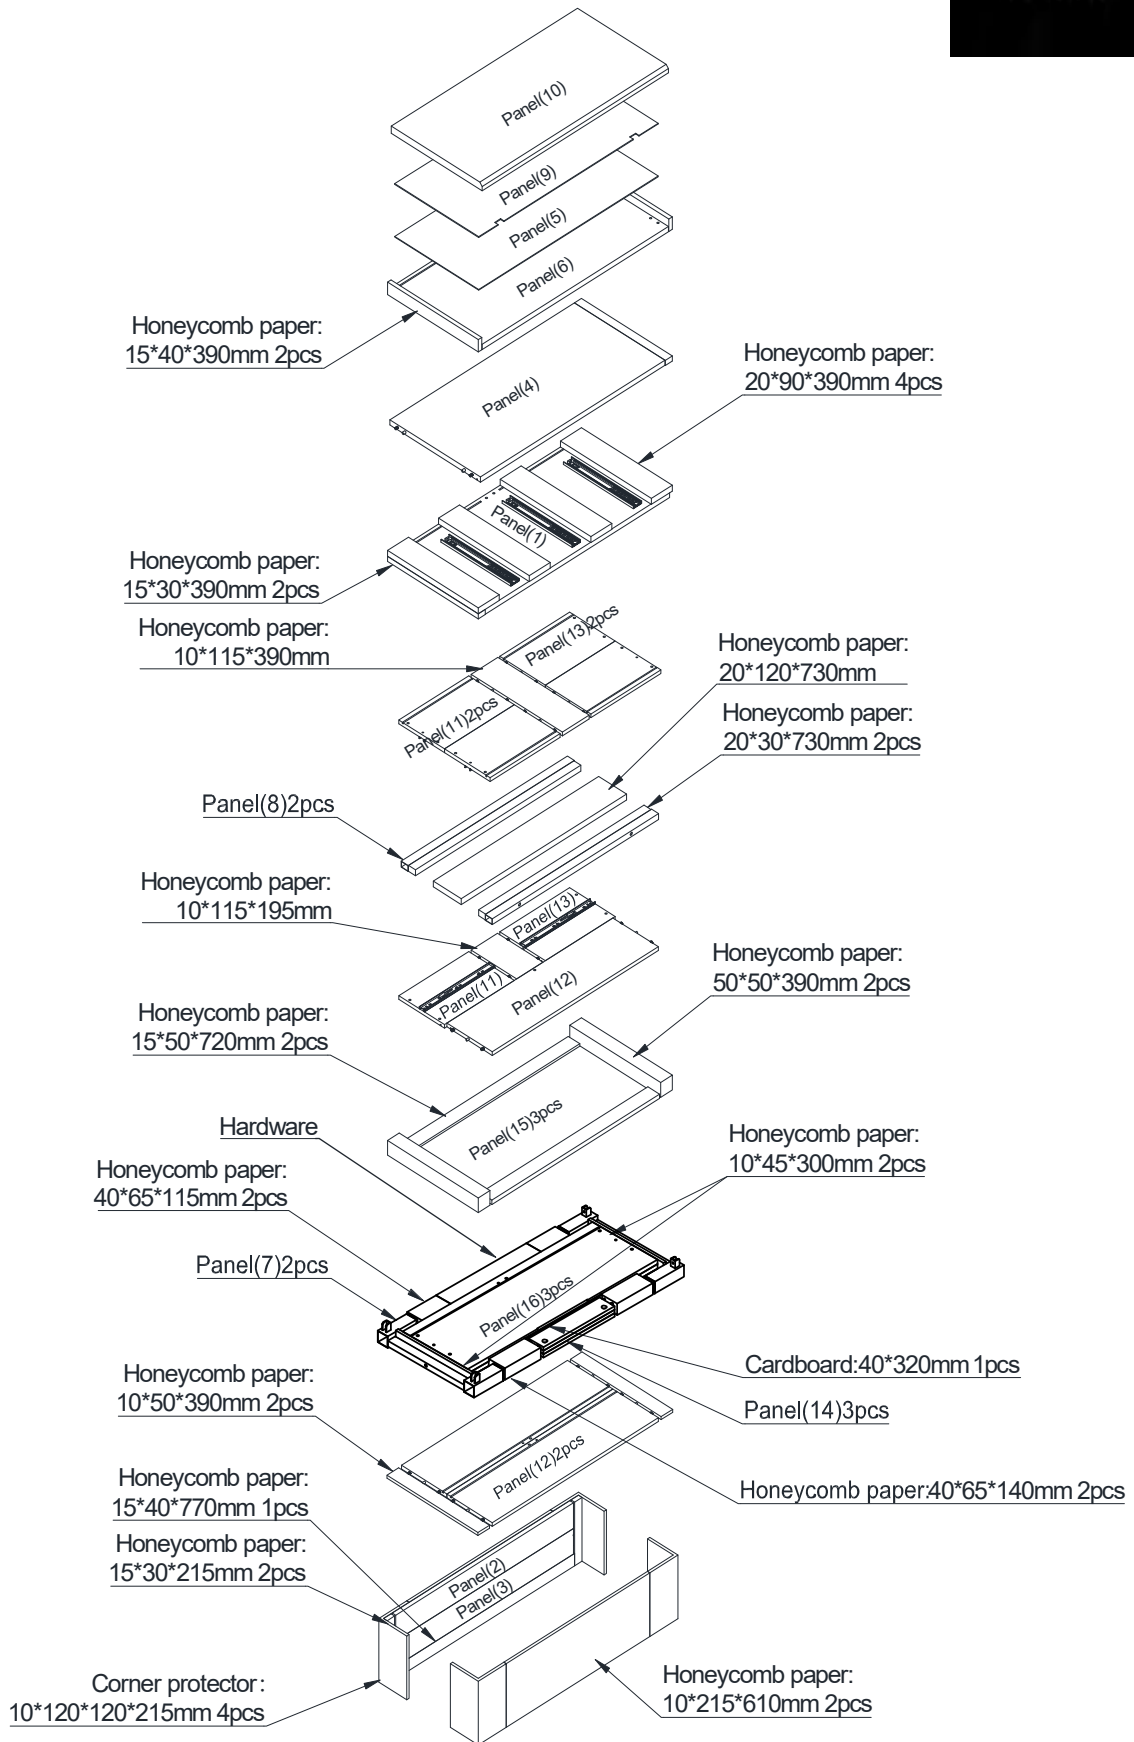 Panel(10)
Panel(9)
Panel(5)
Panel(6)
Honeycomb paper:
15*40*390mm 2pcs
Honeycomb paper:
20*90*390mm 4pcs
Panel(4)
Panel(1)
Honeycomb paper:
15*30*390mm 2pcs
Honeycomb paper:
10*115*390mm
Panel(13)2pcs
Honeycomb paper:
20*120*730mm
Panel(11)2pcs
Honeycomb paper:
20*30*730mm 2pcs
Panel(8)2pcs
Honeycomb paper:
10*115*195mm
Panel(13)
Panel(11)
Panel(12)
Honeycomb paper:
50*50*390mm 2pcs
Honeycomb paper:
15*50*720mm 2pcs
Panel(15)3pcs
Hardware
Honeycomb paper:
10*45*300mm 2pcs
Honeycomb paper:
40*65*115mm 2pcs
Panel(7)2pcs
Panel(16)3pcs
Cardboard:40*320mm 1pcs
Honeycomb paper:
10*50*390mm 2pcs
Panel(14)3pcs
Panel(12)2pcs
Honeycomb paper:40*65*140mm 2pcs
Honeycomb paper:
15*40*770mm 1pcs
Honeycomb paper:
15*30*215mm 2pcs
Panel(2)
Panel(3)
Corner protector:
10*120*120*215mm 4pcs
Honeycomb paper:
10*215*610mm 2pcs